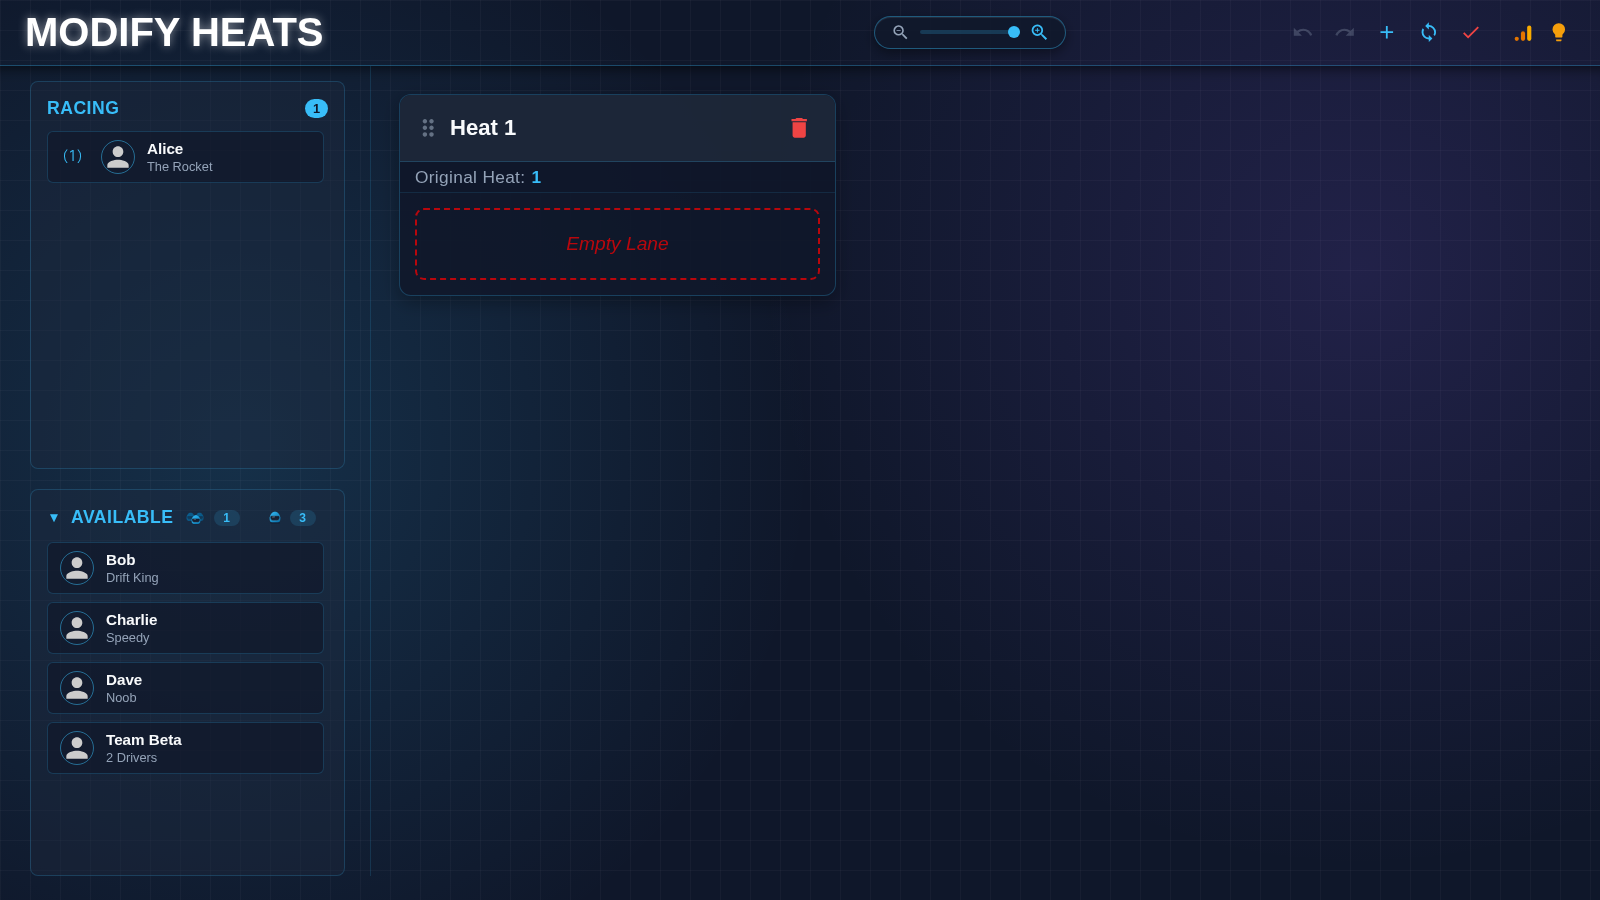 MODIFY HEATS
RACING 1
(1) Alice
The Rocket
▼ AVAILABLE 1 3
Bob
Drift King
Charlie
Speedy
Dave
Noob
Team Beta
2 Drivers
Heat 1
Original Heat: 1
Empty Lane